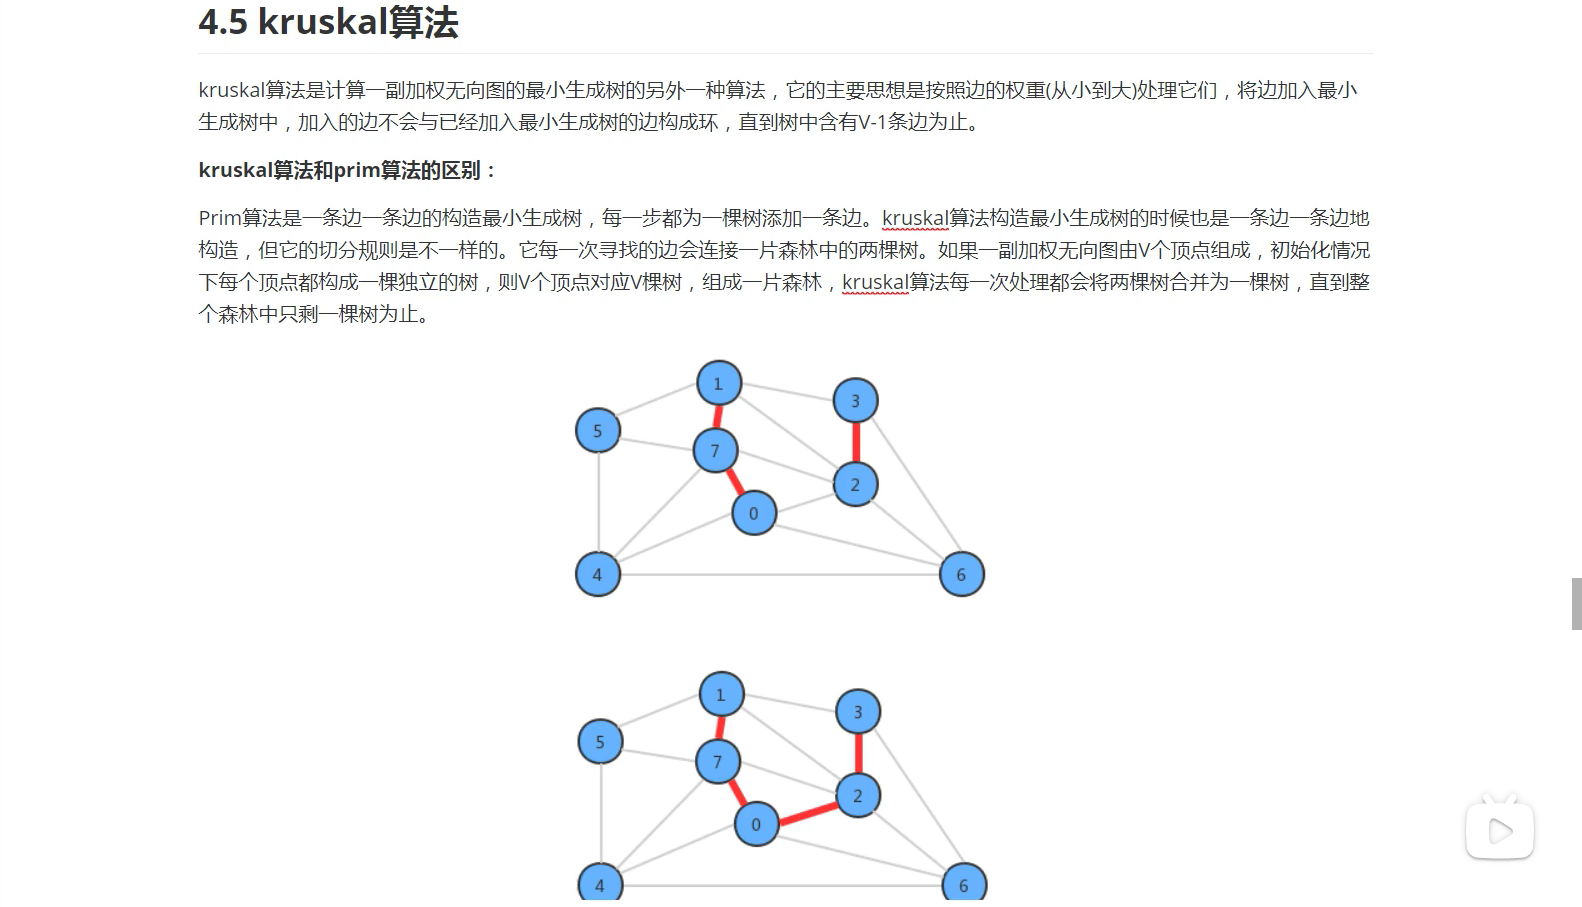 4.5 kruskal算法
kruskal算法是计算一副加权无向图的最小生成树的另外一种算法，它的主要思想是按照边的权重(从小到大)处理它们，将边加入最小
生成树中，加入的边不会与已经加入最小生成树的边构成环，直到树中含有V-1条边为止。
kruskal算法和prim算法的区别：
Prim算法是一条边一条边的构造最小生成树，每一步都为一棵树添加一条边。kruskal算法构造最小生成树的时候也是一条边一条边地
构造，但它的切分规则是不一样的。它每一次寻找的边会连接一片森林中的两棵树。如果一副加权无向图由V个顶点组成，初始化情况
下每个顶点都构成一棵独立的树，则V个顶点对应V棵树，组成一片森林，kruskal算法每一次处理都会将两棵树合并为一棵树，直到整
个森林中只剩一棵树为止。
1
3
5
7
2
0
4
6
1
3
5
7
2
0
4
6